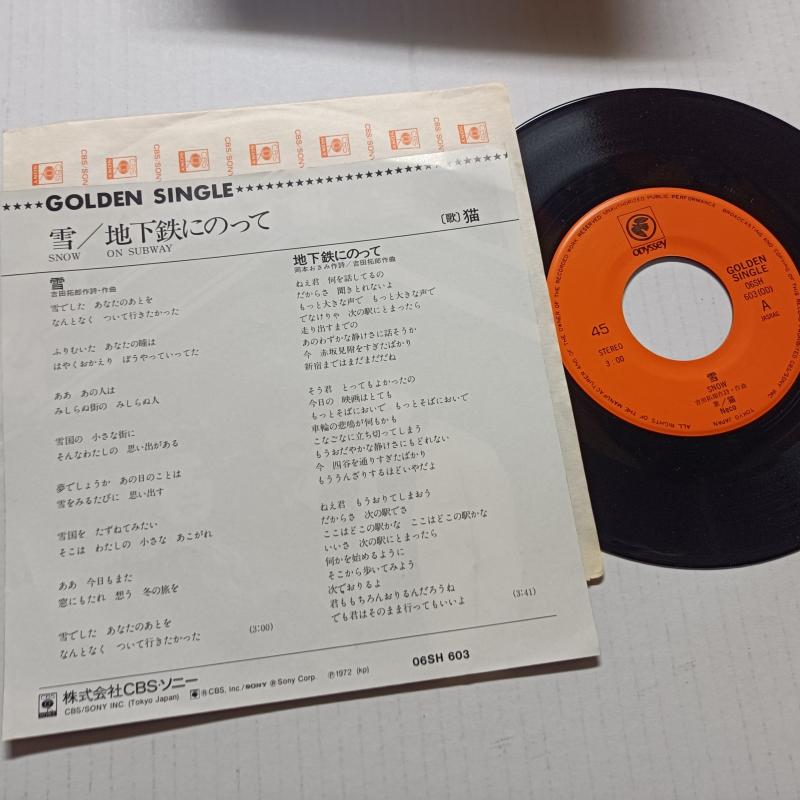 CBS/SONY
CBS/SONY
CBS/SONY
CBS/SONY
CBS/SONY
CBS/SONY
★★★★GOLDEN SINGLE★★★★★★★★★★★★★★★★★★★★★★★★
雪/地下鉄にのって
SNOW ON SUBWAY
〔歌〕猫
雪
吉田拓郎作詩・作曲
雪でした あなたのあとを
なんとなく ついて行きたかった
ふりむいた あなたの瞳は
はやくおかえり ぼうやっていってた
ああ あの人は
みしらぬ街の みしらぬ人
雪国の 小さな街に
そんなわたしの 思い出がある
夢でしょうか あの日のことは
雪をみるたびに 思い出す
雪国を たずねてみたい
そこは わたしの 小さな あこがれ
ああ 今日もまた
窓にもたれ 想う 冬の旅を
雪でした あなたのあとを
なんとなく ついて行きたかった
(3:00)
地下鉄にのって
岡本おさみ作詩/吉田拓郎作曲
ねえ君 何を話してるの
だからさ 聞きとれないよ
もっと大きな声で もっと大きな声で
でなけりゃ 次の駅にとまったら
走り出すまでの
あのわずかな静けさに話そうか
今 赤坂見附をすぎたばかり
新宿まではまだまだだね
そう君 とってもよかったの
今日の 映画はとても
もっとそばにおいで もっとそばにおいで
車輪の悲鳴が何もかも
こなごなに立ち切ってしまう
もうおだやかな静けさにもどれない
今 四谷を通りすぎたばかり
もううんざりするほどいやだよ
ねえ君 もうおりてしまおう
だからさ 次の駅でさ
ここはどこの駅かな ここはどこの駅かな
いいさ 次の駅にとまったら
何かを始めるように
そこから歩いてみよう
次でおりるよ
君ももちろんおりるんだろうね
でも君はそのまま行ってもいいよ
(3:41)
06SH 603
株式会社CBS・ソニー
CBS/SONY INC. (Tokyo Japan)
Ⓡ CBS, Inc./SONY Ⓡ Sony Corp. Ⓟ1972 (kp)
Odyssey
GOLDEN
SINGLE
06SH
603(00)
A
JASRAC
45
STEREO
3:00
雪
SNOW
吉田拓郎作詩・作曲
歌/猫
Naco